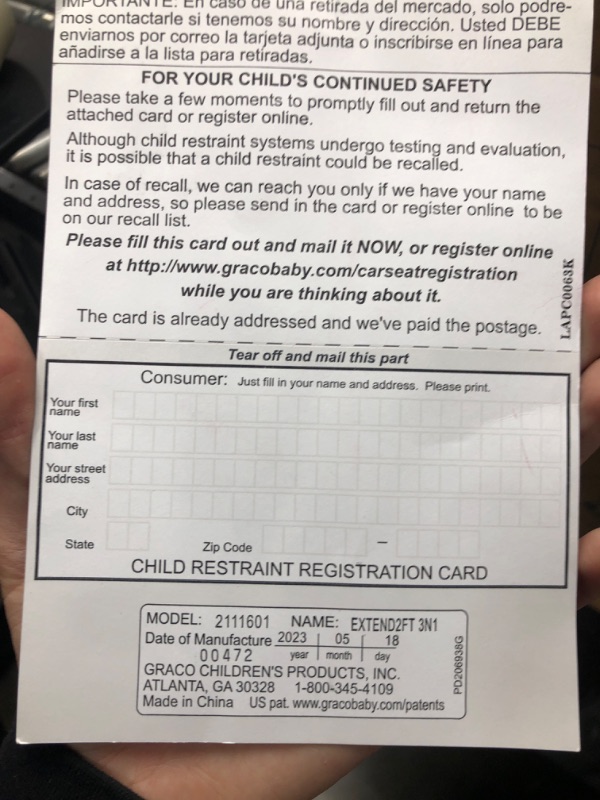 IMPORTANTE: En caso de una retirada del mercado, solo podre-
mos contactarle si tenemos su nombre y dirección. Usted DEBE
enviarnos por correo la tarjeta adjunta o inscribirse en línea para
añadirse a la lista para retiradas.
FOR YOUR CHILD'S CONTINUED SAFETY
Please take a few moments to promptly fill out and return the
attached card or register online.
Although child restraint systems undergo testing and evaluation,
it is possible that a child restraint could be recalled.
In case of recall, we can reach you only if we have your name
and address, so please send in the card or register online to be
on our recall list.
Please fill this card out and mail it NOW, or register online
at http://www.gracobaby.com/carseatregistration
while you are thinking about it.
The card is already addressed and we've paid the postage.
LAPC0063K
Tear off and mail this part
Consumer: Just fill in your name and address. Please print.
Your first
name
Your last
name
Your street
address
City
State Zip Code –
CHILD RESTRAINT REGISTRATION CARD
MODEL: 2111601 NAME: EXTEND2FT 3N1
Date of Manufacture 2023 | 05 | 18
00472 year | month | day
GRACO CHILDREN'S PRODUCTS, INC.
ATLANTA, GA 30328 1-800-345-4109
Made in China US pat. www.gracobaby.com/patents
PD206938G